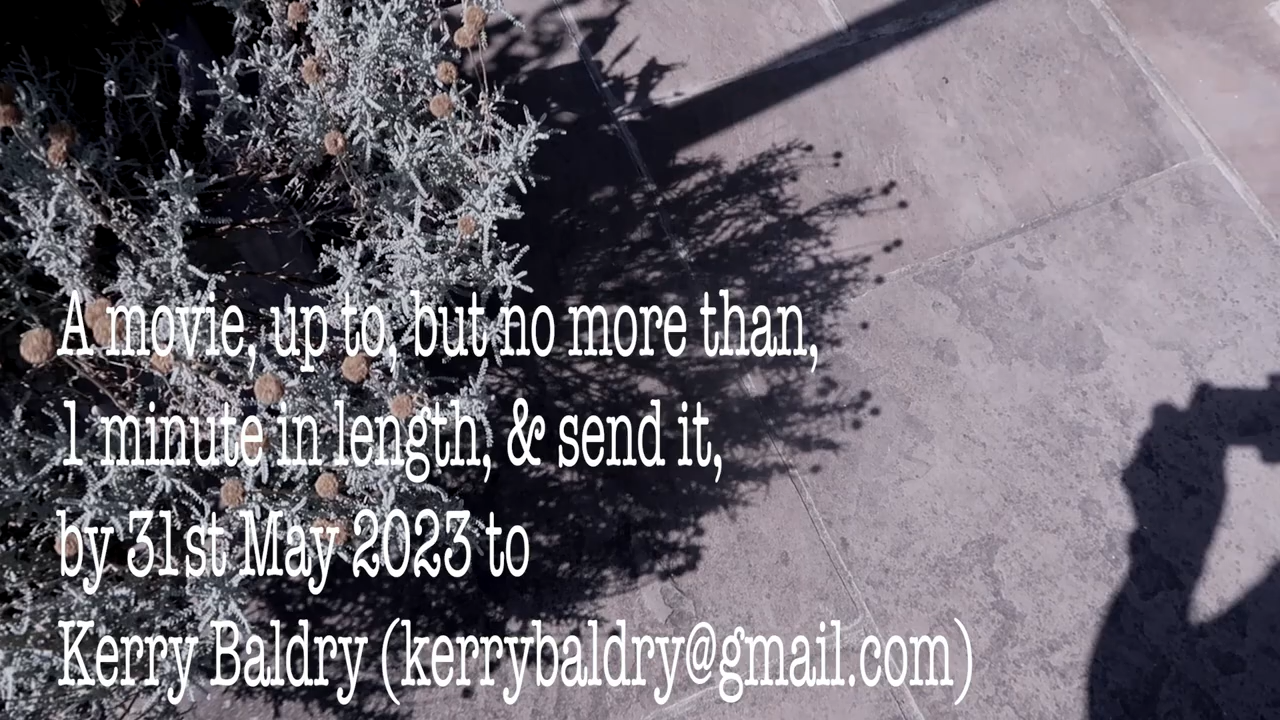 A movie, up to, but no more than,
1 minute in length, & send it,
by 31st May 2023 to
Kerry Baldry (kerrybaldry@gmail.com)